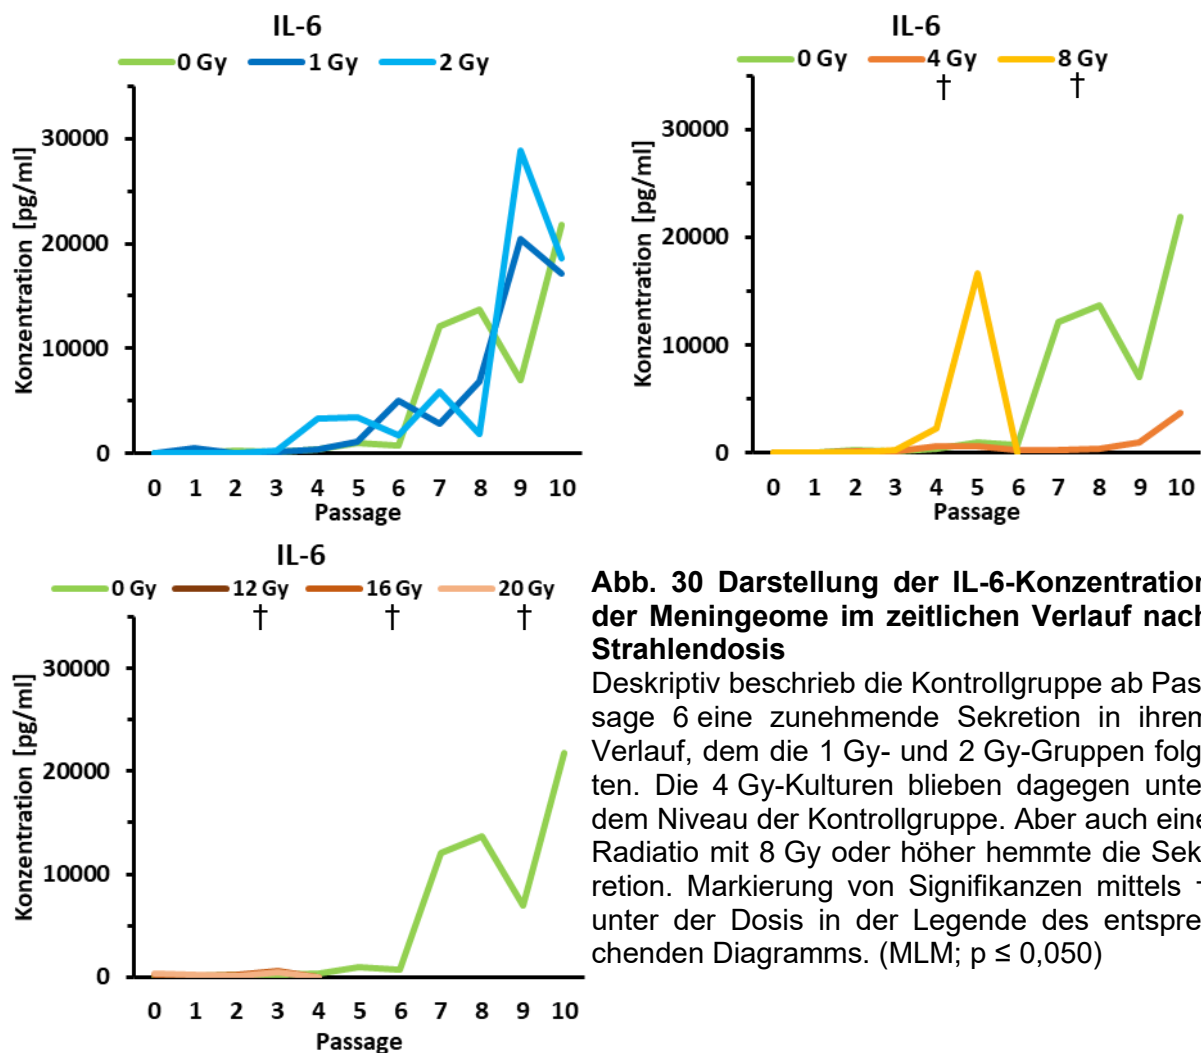 IL-6
0 Gy 1 Gy 2 Gy
Konzentration [pg/ml]
30000
20000
10000
0
0 1 2 3 4 5 6 7 8 9 10
Passage
IL-6
0 Gy 4 Gy 8 Gy
† †
Konzentration [pg/ml]
30000
20000
10000
0
0 1 2 3 4 5 6 7 8 9 10
Passage
IL-6
0 Gy 12 Gy 16 Gy 20 Gy
† † †
Konzentration [pg/ml]
30000
20000
10000
0
0 1 2 3 4 5 6 7 8 9 10
Passage
Abb. 30 Darstellung der IL-6-Konzentration
der Meningeome im zeitlichen Verlauf nach
Strahlendosis
Deskriptiv beschrieb die Kontrollgruppe ab Pas
sage 6 eine zunehmende Sekretion in ihrem
Verlauf, dem die 1 Gy- und 2 Gy-Gruppen folg
ten. Die 4 Gy-Kulturen blieben dagegen unte
dem Niveau der Kontrollgruppe. Aber auch eine
Radiatio mit 8 Gy oder höher hemmte die Sek
retion. Markierung von Signifikanzen mittels
unter der Dosis in der Legende des entspre
chenden Diagramms. (MLM; p ≤ 0,050)